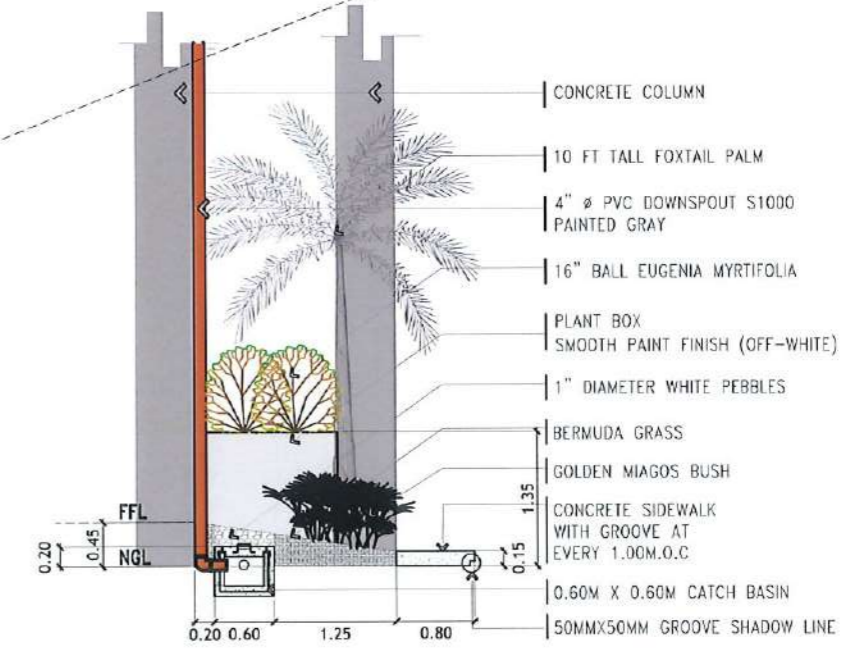 CONCRETE COLUMN
10 FT TALL FOXTAIL PALM
4" ø PVC DOWNSPOUT S1000
PAINTED GRAY
16" BALL EUGENIA MYRTIFOLIA
PLANT BOX
SMOOTH PAINT FINISH (OFF-WHITE)
1" DIAMETER WHITE PEBBLES
BERMUDA GRASS
GOLDEN MIAGOS BUSH
CONCRETE SIDEWALK
WITH GROOVE AT
EVERY 1.00M.O.C
0.60M X 0.60M CATCH BASIN
50MMX50MM GROOVE SHADOW LINE
FFL
NGL
0.20
0.45
1.35
0.15
0.20
0.60
1.25
0.80